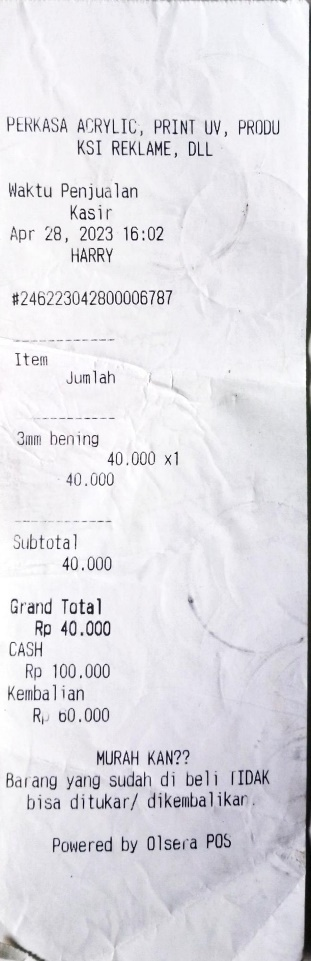 PERKASA ACRYLIC, PRINT UV, PRODU
KSI REKLAME, DLL
Waktu Penjualan
Kasir
Apr 28, 2023 16:02
HARRY
#246223042800006787
Item
Jumlah
3mm bening
40.000 x1
40.000
Subtotal
40.000
Grand Total
Rp 40.000
CASH
Rp 100.000
Kembalian
Rp 60.000
MURAH KAN??
Barang yang sudah di beli TIDAK
bisa ditukar/ dikembalikan.
Powered by Olsera POS